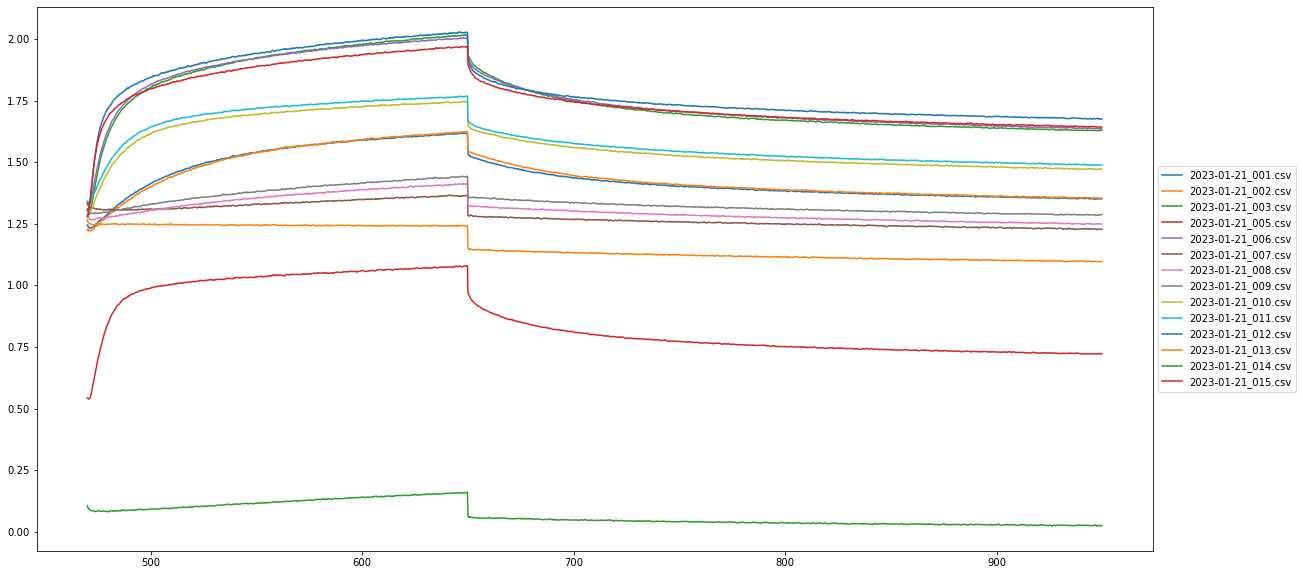 2.00
1.75
1.50
1.25
1.00
0.75
0.50
0.25
0.00
500 600 700 800 900
2023-01-21_001.csv
2023-01-21_002.csv
2023-01-21_003.csv
2023-01-21_005.csv
2023-01-21_006.csv
2023-01-21_007.csv
2023-01-21_008.csv
2023-01-21_009.csv
2023-01-21_010.csv
2023-01-21_011.csv
2023-01-21_012.csv
2023-01-21_013.csv
2023-01-21_014.csv
2023-01-21_015.csv